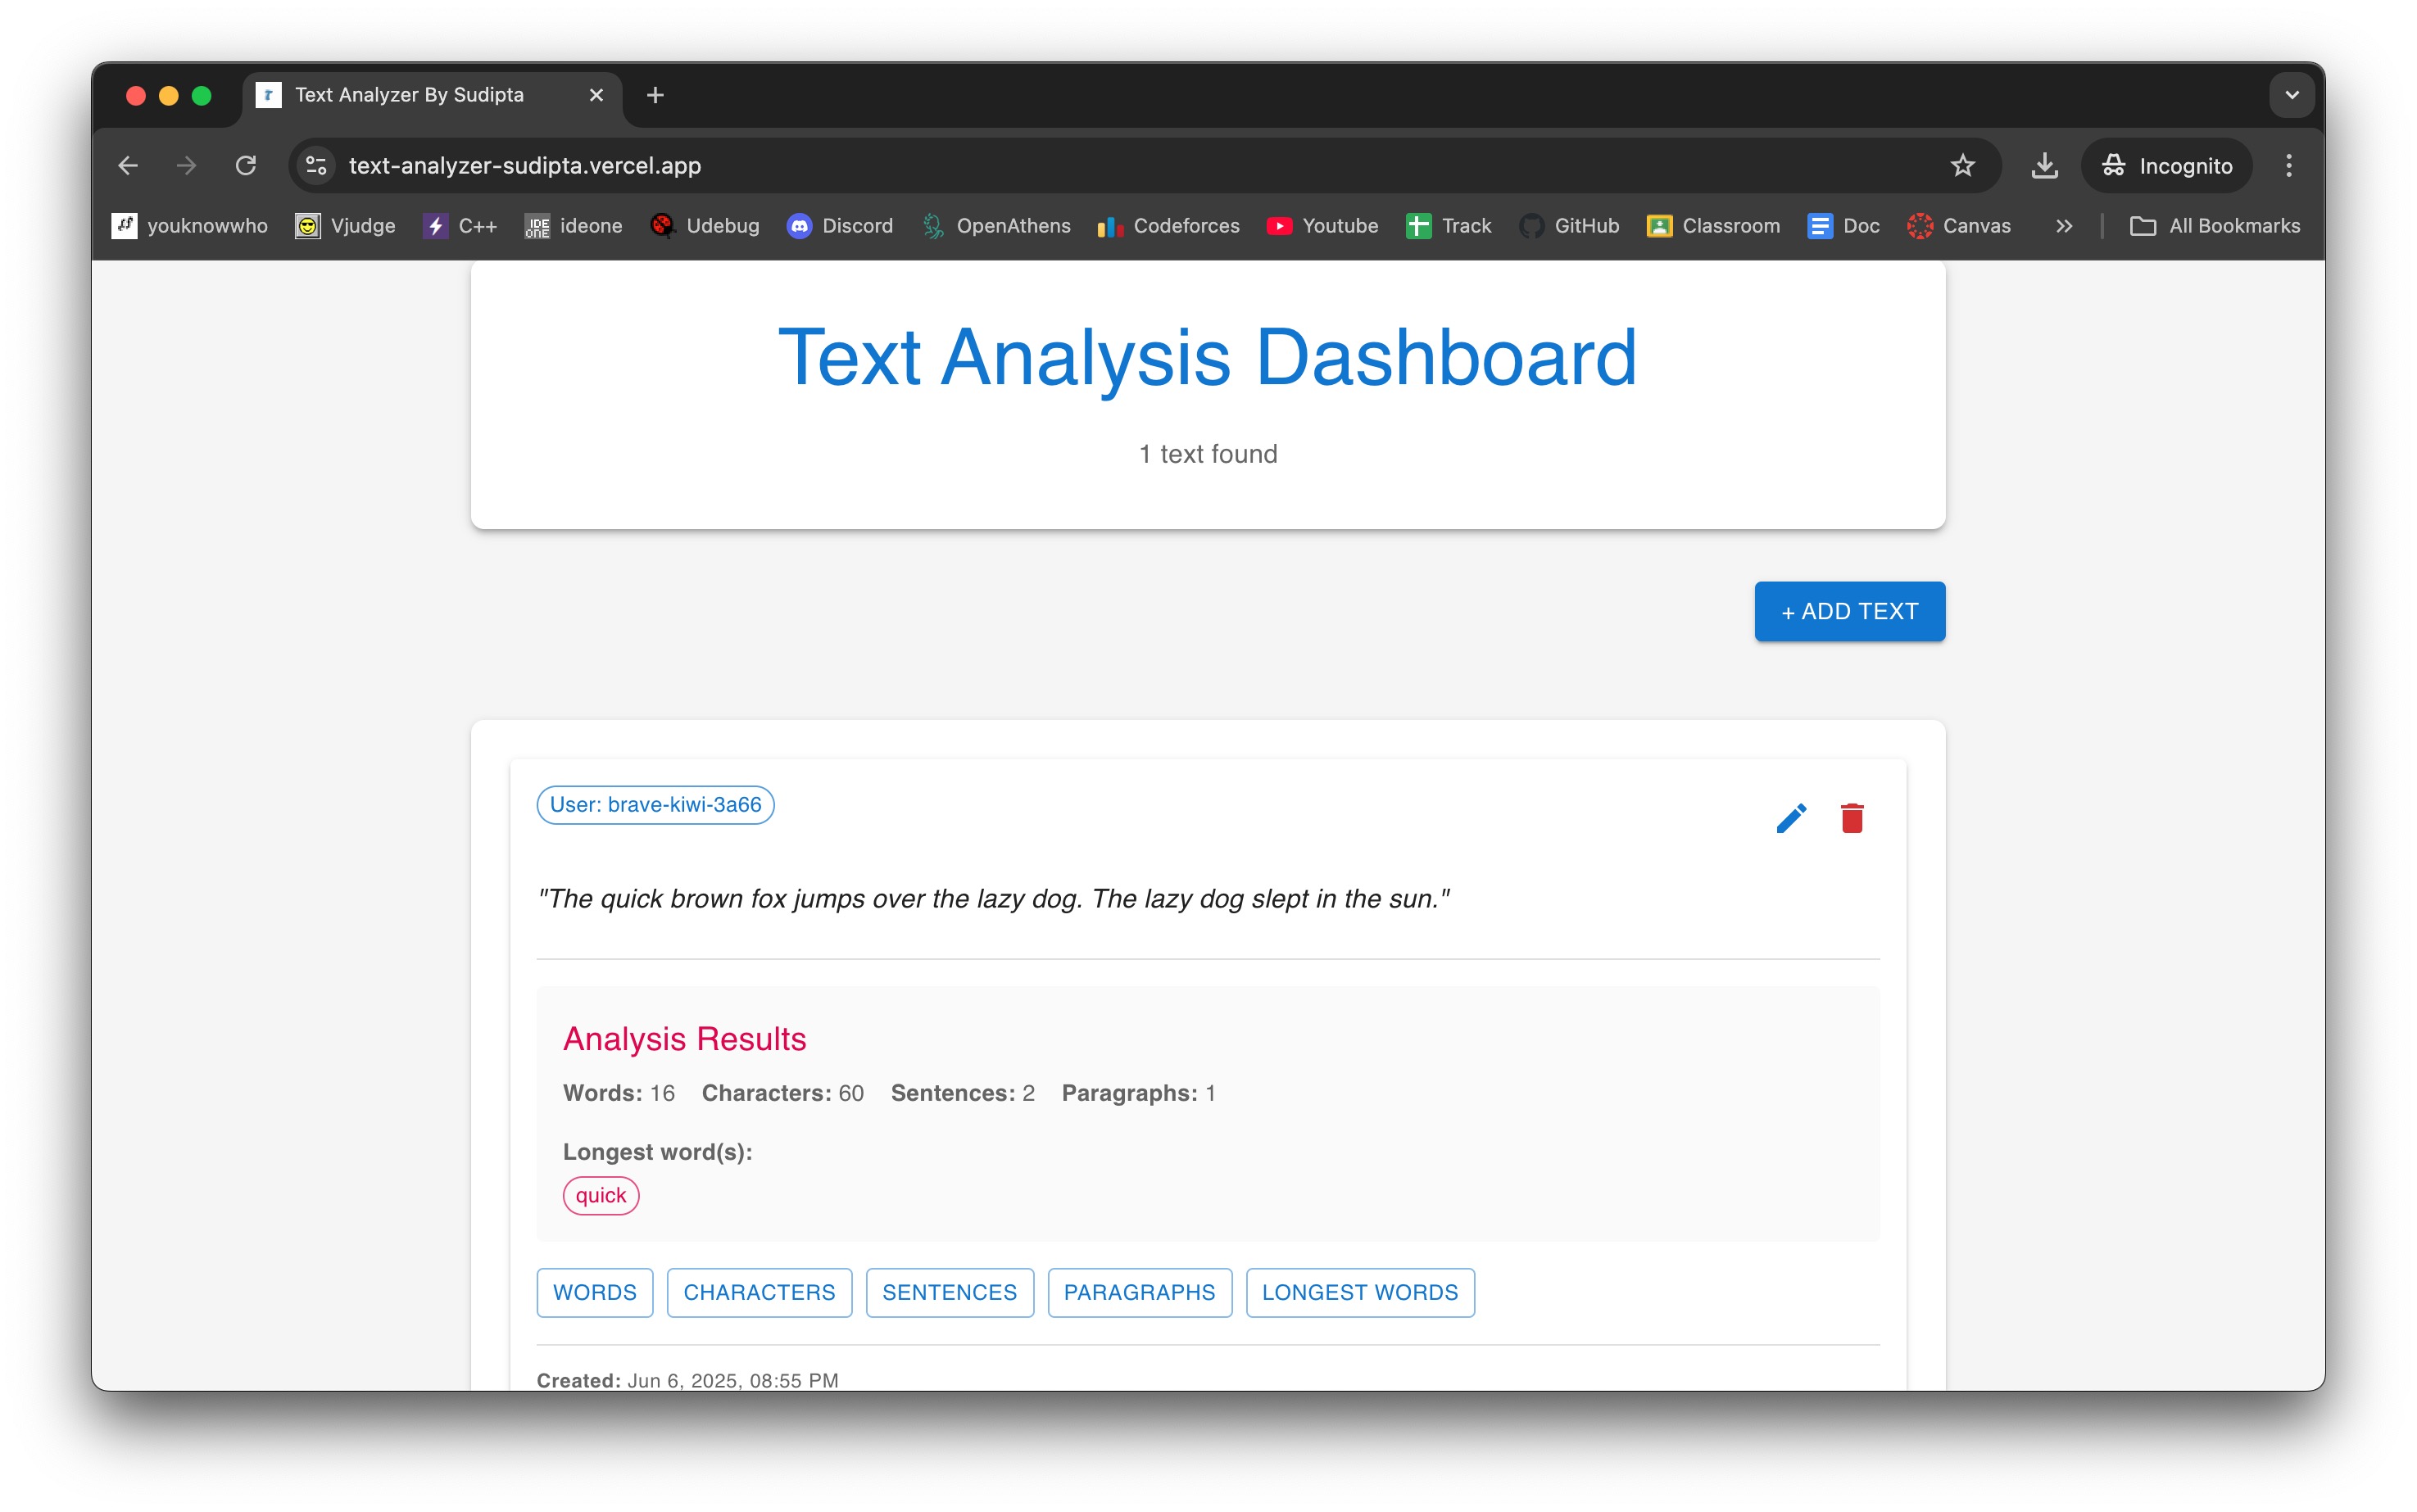 Text Analyzer By Sudipta
text-analyzer-sudipta.vercel.app
Incognito
youknowwho Vjudge C++ IDE ONE ideone Udebug Discord OpenAthens Codeforces Youtube Track GitHub Classroom Doc Canvas All Bookmarks
Text Analysis Dashboard
1 text found
+ ADD TEXT
User: brave-kiwi-3a66
"The quick brown fox jumps over the lazy dog. The lazy dog slept in the sun."
Analysis Results
Words: 16 Characters: 60 Sentences: 2 Paragraphs: 1
Longest word(s):
quick
WORDS CHARACTERS SENTENCES PARAGRAPHS LONGEST WORDS
Created: Jun 6, 2025, 08:55 PM